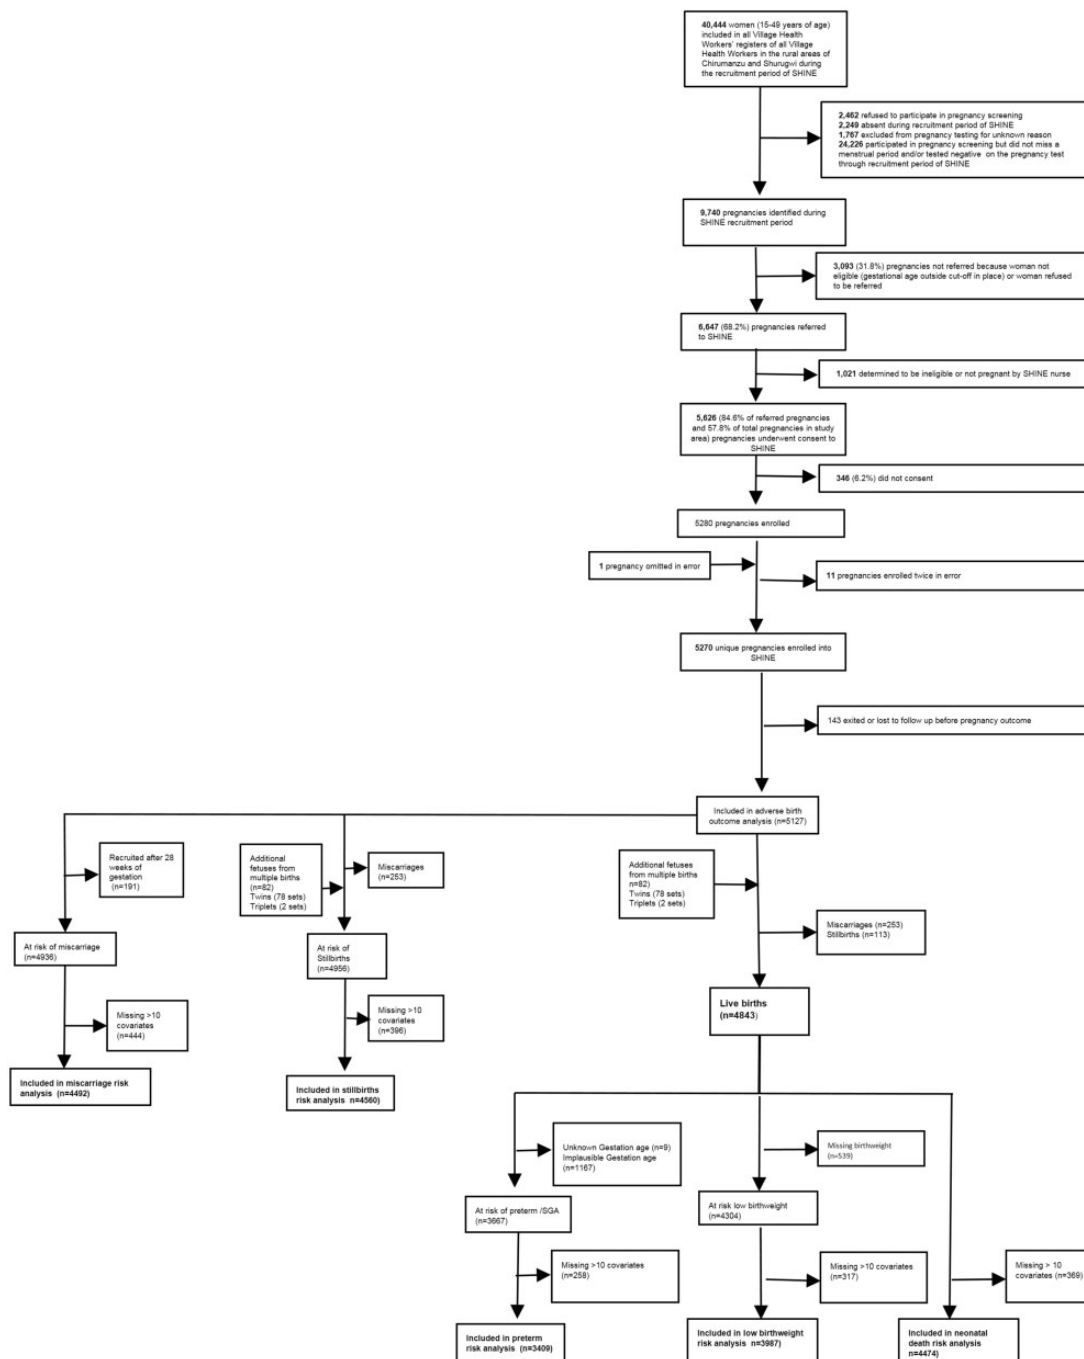 40,444 women (15-49 years of age)
included in all Village Health
Workers' registers of all Village
Health Workers in the rural areas of
Chirumanzu and Shurugwi during
the recruitment period of SHINE
2,462 refused to participate in pregnancy screening
2,249 absent during recruitment period of SHINE
1,767 excluded from pregnancy testing for unknown reason
24,226 participated in pregnancy screening but did not miss a
menstrual period and/or tested negative on the pregnancy test
through recruitment period of SHINE
9,740 pregnancies identified during
SHINE recruitment period
3,093 (31.8%) pregnancies not referred because woman not
eligible (gestational age outside cut-off in place) or woman refused
to be referred
6,647 (68.2%) pregnancies referred
to SHINE
1,021 determined to be ineligible or not pregnant by SHINE nurse
5,626 (84.6% of referred pregnancies
and 57.8% of total pregnancies in study
area) pregnancies underwent consent to
SHINE
346 (6.2%) did not consent
5280 pregnancies enrolled
1 pregnancy omitted in error
11 pregnancies enrolled twice in error
5270 unique pregnancies enrolled into
SHINE
143 exited or lost to follow up before pregnancy outcome
Included in adverse birth
outcome analysis (n=5127)
Recruited after 28
weeks of
gestation
(n=191)
Additional
fetuses from
multiple births
(n=82)
Twins (78 sets)
Triplets (2 sets)
Miscarriages
(n=253)
Additional
fetuses from
multiple births
n=82)
Twins (78 sets)
Triplets (2 sets)
Miscarriages (n=253)
Stillbirths (n=113)
At risk of miscarriage
(n=4936)
At risk of
Stillbirths
(n=4956)
Live births
(n=4843)
Missing >10
covariates
(n=444)
Missing >10
covariates
(n=396)
Included in miscarriage risk
analysis (n=4492)
Included in stillbirths
risk analysis n=4560)
Unknown Gestation age (n=9)
Implausible Gestation age
(n=1167)
Missing birthweight
(n=539)
At risk of preterm /SGA
(n=3667)
At risk low birthweight
(n=4304)
Missing >10 covariates
(n=258)
Missing >10 covariates
(n=317)
Missing > 10
covariates (n=369)
Included in preterm
risk analysis (n=3409)
Included in low birthweight
risk analysis n=3987)
Included in neonatal
death risk analysis
n=4474)